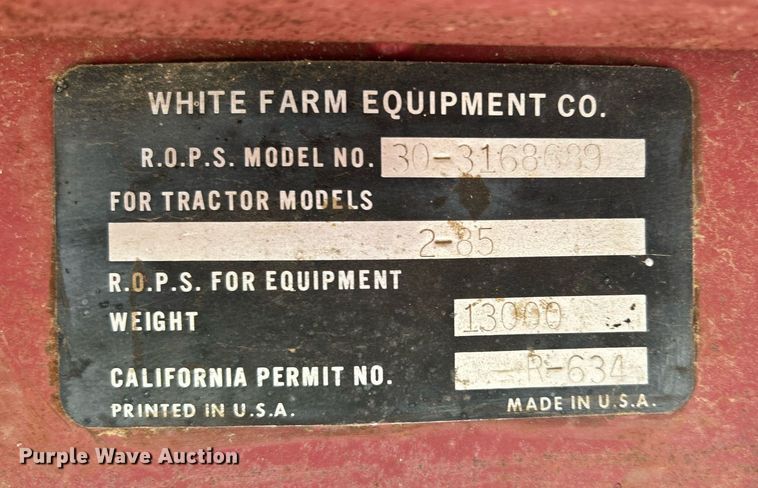 WHITE FARM EQUIPMENT CO.
R.O.P.S. MODEL NO. 30-3168689
FOR TRACTOR MODELS
2-85
R.O.P.S. FOR EQUIPMENT
WEIGHT 13000
CALIFORNIA PERMIT NO. R-634
PRINTED IN U.S.A. MADE IN U.S.A.
Purple Wave Auction